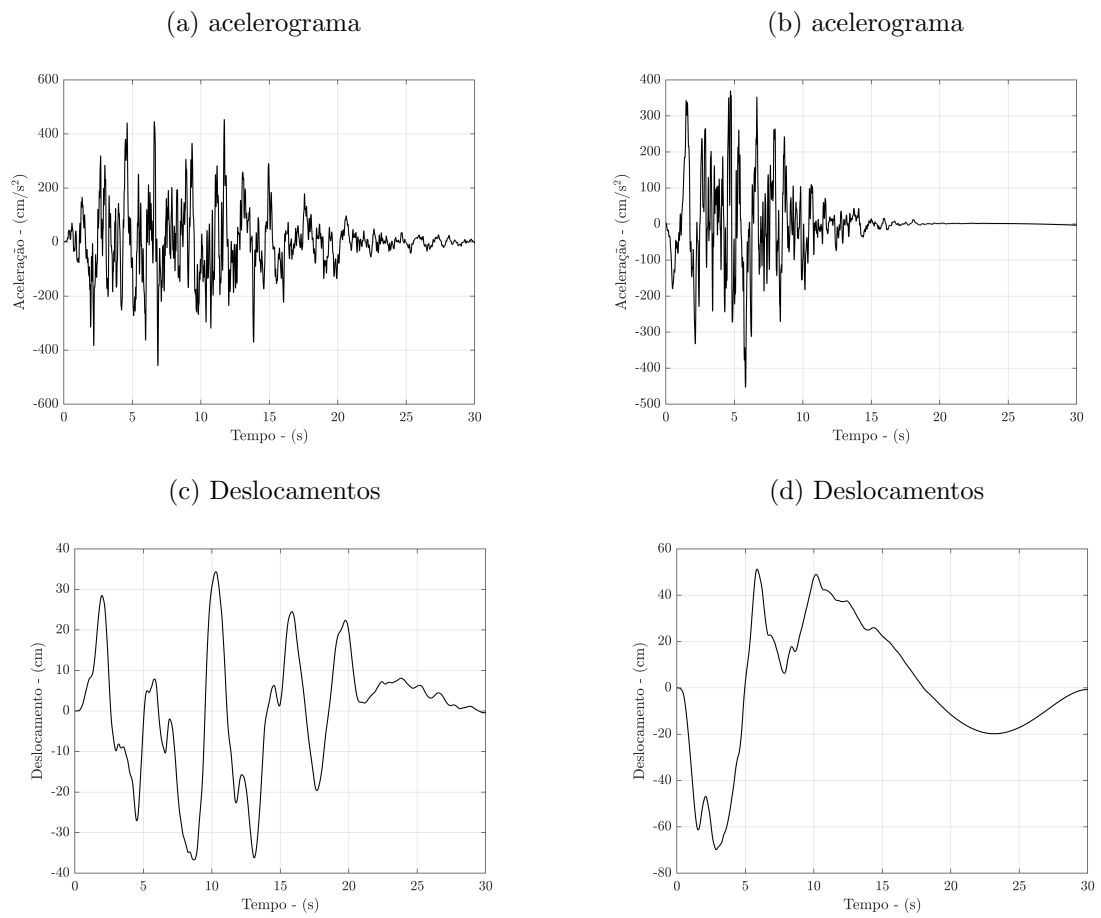 (a) acelerograma
(b) acelerograma
600
400
200
0
-200
-400
-600
Aceleração - (cm/s²)
0 5 10 15 20 25 30
Tempo - (s)
400
300
200
100
0
-100
-200
-300
-400
-500
Aceleração - (cm/s²)
0 5 10 15 20 25 30
Tempo - (s)
(c) Deslocamentos
(d) Deslocamentos
40
30
20
10
0
-10
-20
-30
-40
Deslocamento - (cm)
0 5 10 15 20 25 30
Tempo - (s)
60
40
20
0
-20
-40
-60
-80
Deslocamento - (cm)
0 5 10 15 20 25 30
Tempo - (s)